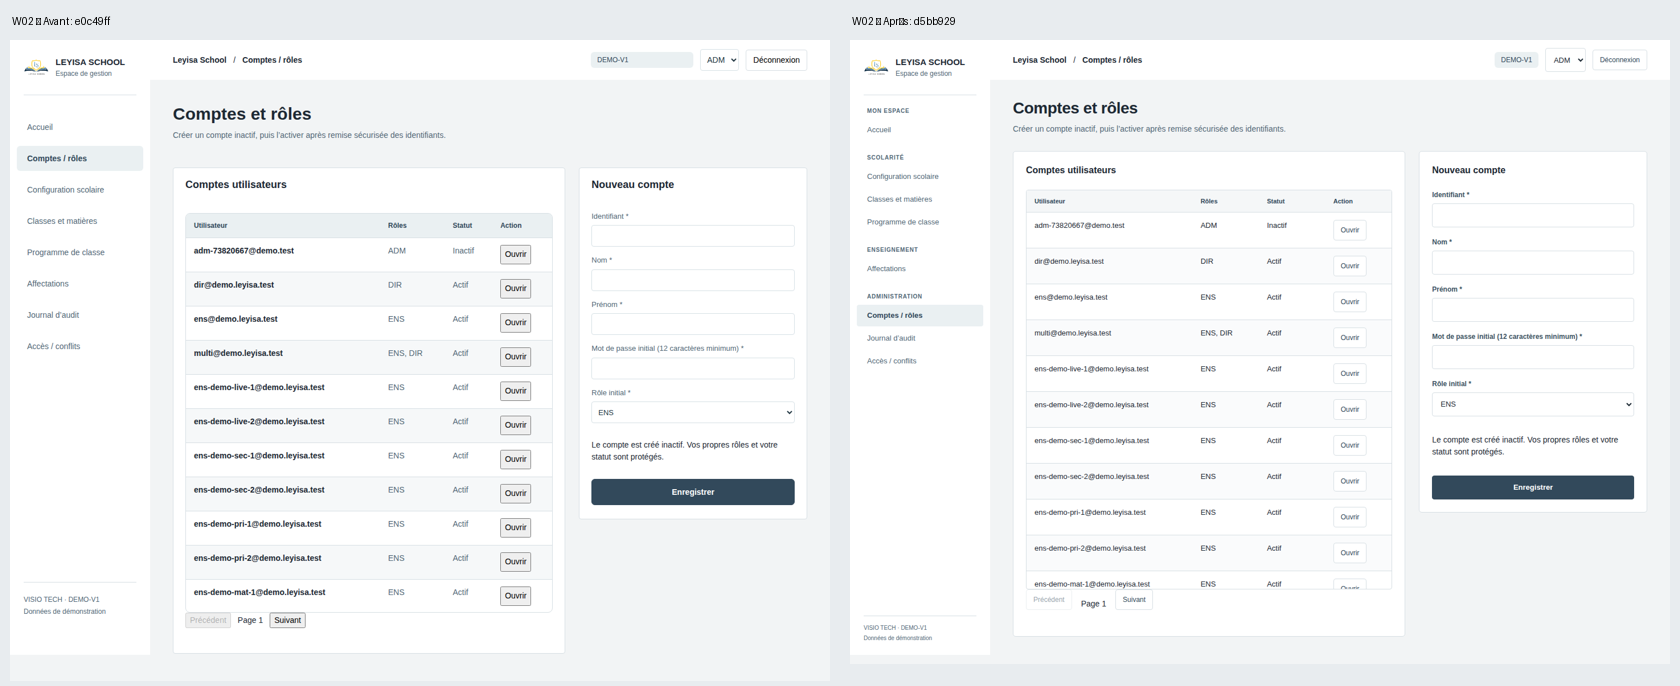 W02 Avant : e0c49ff
LEYISA SCHOOL
Espace de gestion
Leyisa School / Comptes / rôles
DEMO-V1
ADM
Déconnexion
Accueil
Comptes / rôles
Configuration scolaire
Classes et matières
Programme de classe
Affectations
Journal d'audit
Accès / conflits
VISIO TECH · DEMO-V1
Données de démonstration
Comptes et rôles
Créer un compte inactif, puis l'activer après remise sécurisée des identifiants.
Comptes utilisateurs
Utilisateur Rôles Statut Action
adm-73820667@demo.test ADM Inactif Ouvrir
dir@demo.leyisa.test DIR Actif Ouvrir
ens@demo.leyisa.test ENS Actif Ouvrir
multi@demo.leyisa.test ENS, DIR Actif Ouvrir
ens-demo-live-1@demo.leyisa.test ENS Actif Ouvrir
ens-demo-live-2@demo.leyisa.test ENS Actif Ouvrir
ens-demo-sec-1@demo.leyisa.test ENS Actif Ouvrir
ens-demo-sec-2@demo.leyisa.test ENS Actif Ouvrir
ens-demo-pri-1@demo.leyisa.test ENS Actif Ouvrir
ens-demo-pri-2@demo.leyisa.test ENS Actif Ouvrir
ens-demo-mat-1@demo.leyisa.test ENS Actif Ouvrir
Précédent Page 1 Suivant
Nouveau compte
Identifiant *
Nom *
Prénom *
Mot de passe initial (12 caractères minimum) *
Rôle initial *
ENS
Le compte est créé inactif. Vos propres rôles et votre
statut sont protégés.
Enregistrer
W02 Apr s : d5bb929
LEYISA SCHOOL
Espace de gestion
Leyisa School / Comptes / rôles
DEMO-V1
ADM
Déconnexion
MON ESPACE
Accueil
SCOLARITÉ
Configuration scolaire
Classes et matières
Programme de classe
ENSEIGNEMENT
Affectations
ADMINISTRATION
Comptes / rôles
Journal d'audit
Accès / conflits
VISIO TECH · DEMO-V1
Données de démonstration
Comptes et rôles
Créer un compte inactif, puis l'activer après remise sécurisée des identifiants.
Comptes utilisateurs
Utilisateur Rôles Statut Action
adm-73820667@demo.test ADM Inactif Ouvrir
dir@demo.leyisa.test DIR Actif Ouvrir
ens@demo.leyisa.test ENS Actif Ouvrir
multi@demo.leyisa.test ENS, DIR Actif Ouvrir
ens-demo-live-1@demo.leyisa.test ENS Actif Ouvrir
ens-demo-live-2@demo.leyisa.test ENS Actif Ouvrir
ens-demo-sec-1@demo.leyisa.test ENS Actif Ouvrir
ens-demo-sec-2@demo.leyisa.test ENS Actif Ouvrir
ens-demo-pri-1@demo.leyisa.test ENS Actif Ouvrir
ens-demo-pri-2@demo.leyisa.test ENS Actif Ouvrir
ens-demo-mat-1@demo.leyisa.test ENS Actif Ouvrir
Précédent Page 1 Suivant
Nouveau compte
Identifiant *
Nom *
Prénom *
Mot de passe initial (12 caractères minimum) *
Rôle initial *
ENS
Le compte est créé inactif. Vos propres rôles et votre
statut sont protégés.
Enregistrer